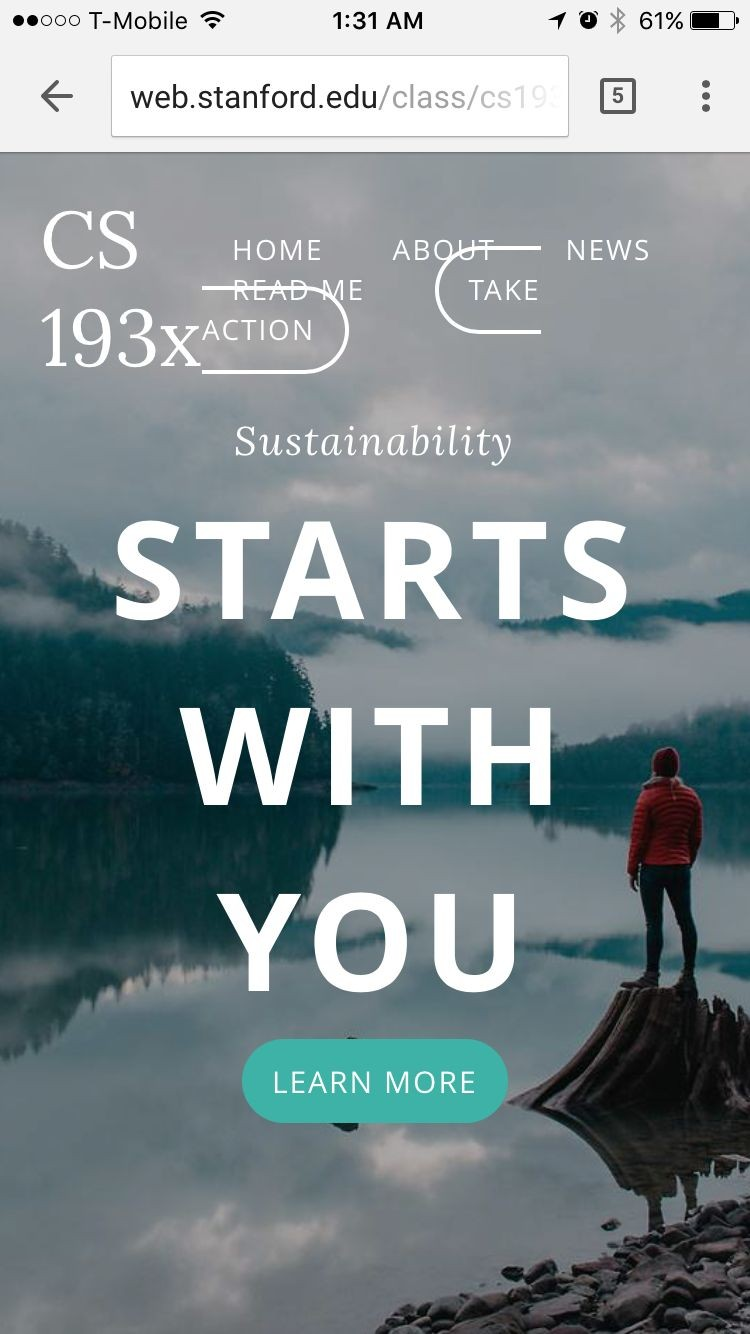 T-Mobile 1:31 AM 61%
web.stanford.edu/class/cs193
5
CS
193x
HOME ABOUT NEWS
READ ME TAKE
ACTION
Sustainability
STARTS
WITH
YOU
LEARN MORE